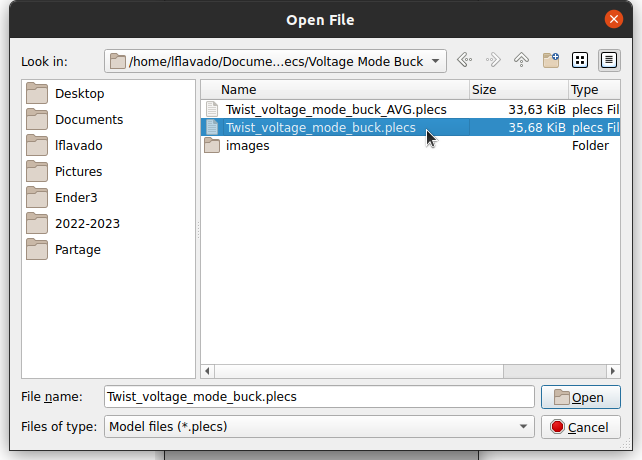 Open File
Look in: /home/lflavado/Docume...ecs/Voltage Mode Buck
Name Size Type
Desktop
Documents
lflavado
Pictures
Ender3
2022-2023
Partage
Twist_voltage_mode_buck_AVG.plecs 33,63 KiB plecs Fil
Twist_voltage_mode_buck.plecs 35,68 KiB plecs Fil
images Folder
File name: Twist_voltage_mode_buck.plecs Open
Files of type: Model files (*.plecs) Cancel